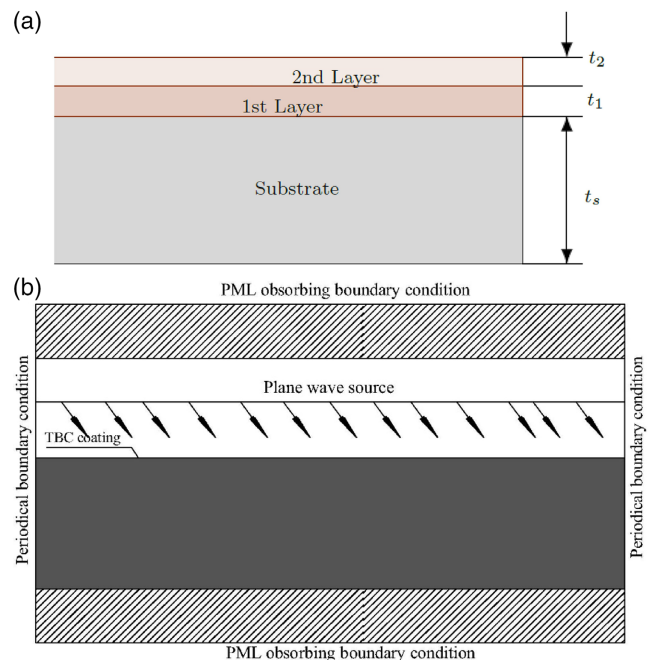 (a)
t₂
2nd Layer
t₁
1st Layer
Substrate
tₛ
(b)
PML obsorbing boundary condition
Periodical boundary condition
Plane wave source
TBC coating
Periodical boundary condition
PML obsorbing boundary condition